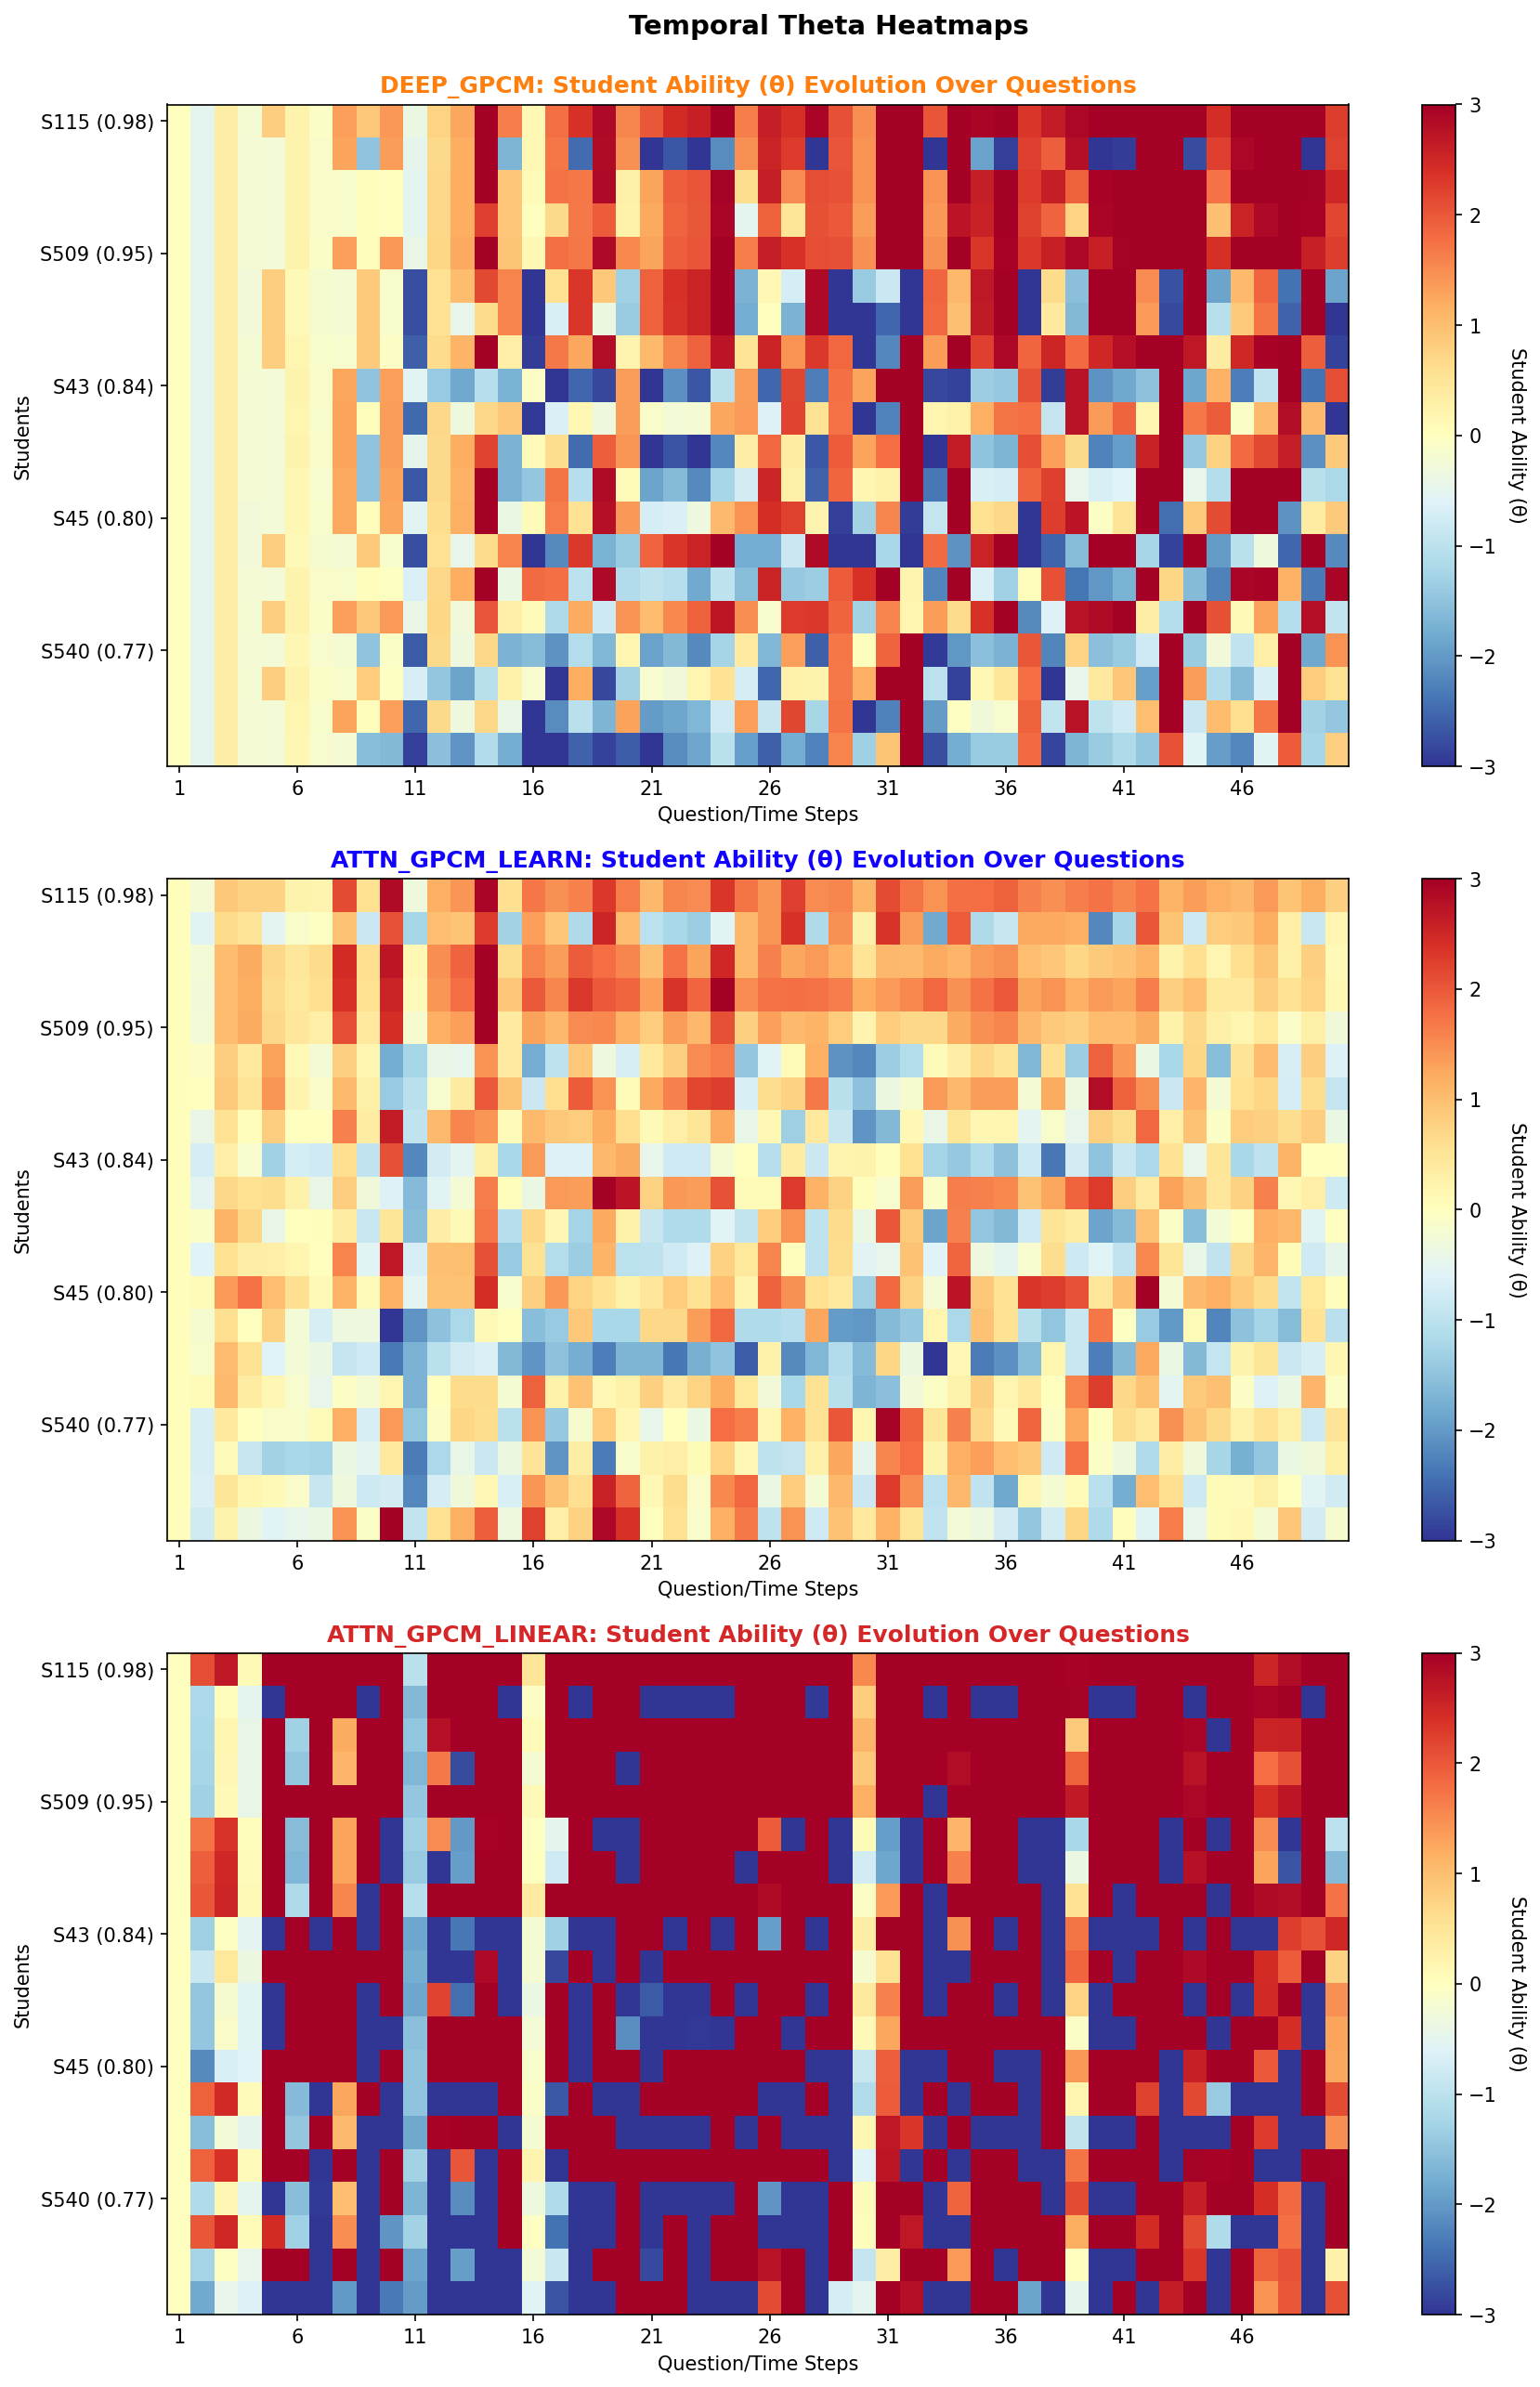 Temporal Theta Heatmaps
DEEP_GPCM: Student Ability (θ) Evolution Over Questions
S115 (0.98)
S509 (0.95)
S43 (0.84)
S45 (0.80)
S540 (0.77)
Students
1 6 11 16 21 26 31 36 41 46
Question/Time Steps
3
2
1
0
−1
−2
−3
Student Ability (θ)
ATTN_GPCM_LEARN: Student Ability (θ) Evolution Over Questions
S115 (0.98)
S509 (0.95)
S43 (0.84)
S45 (0.80)
S540 (0.77)
Students
1 6 11 16 21 26 31 36 41 46
Question/Time Steps
3
2
1
0
−1
−2
−3
Student Ability (θ)
ATTN_GPCM_LINEAR: Student Ability (θ) Evolution Over Questions
S115 (0.98)
S509 (0.95)
S43 (0.84)
S45 (0.80)
S540 (0.77)
Students
1 6 11 16 21 26 31 36 41 46
Question/Time Steps
3
2
1
0
−1
−2
−3
Student Ability (θ)